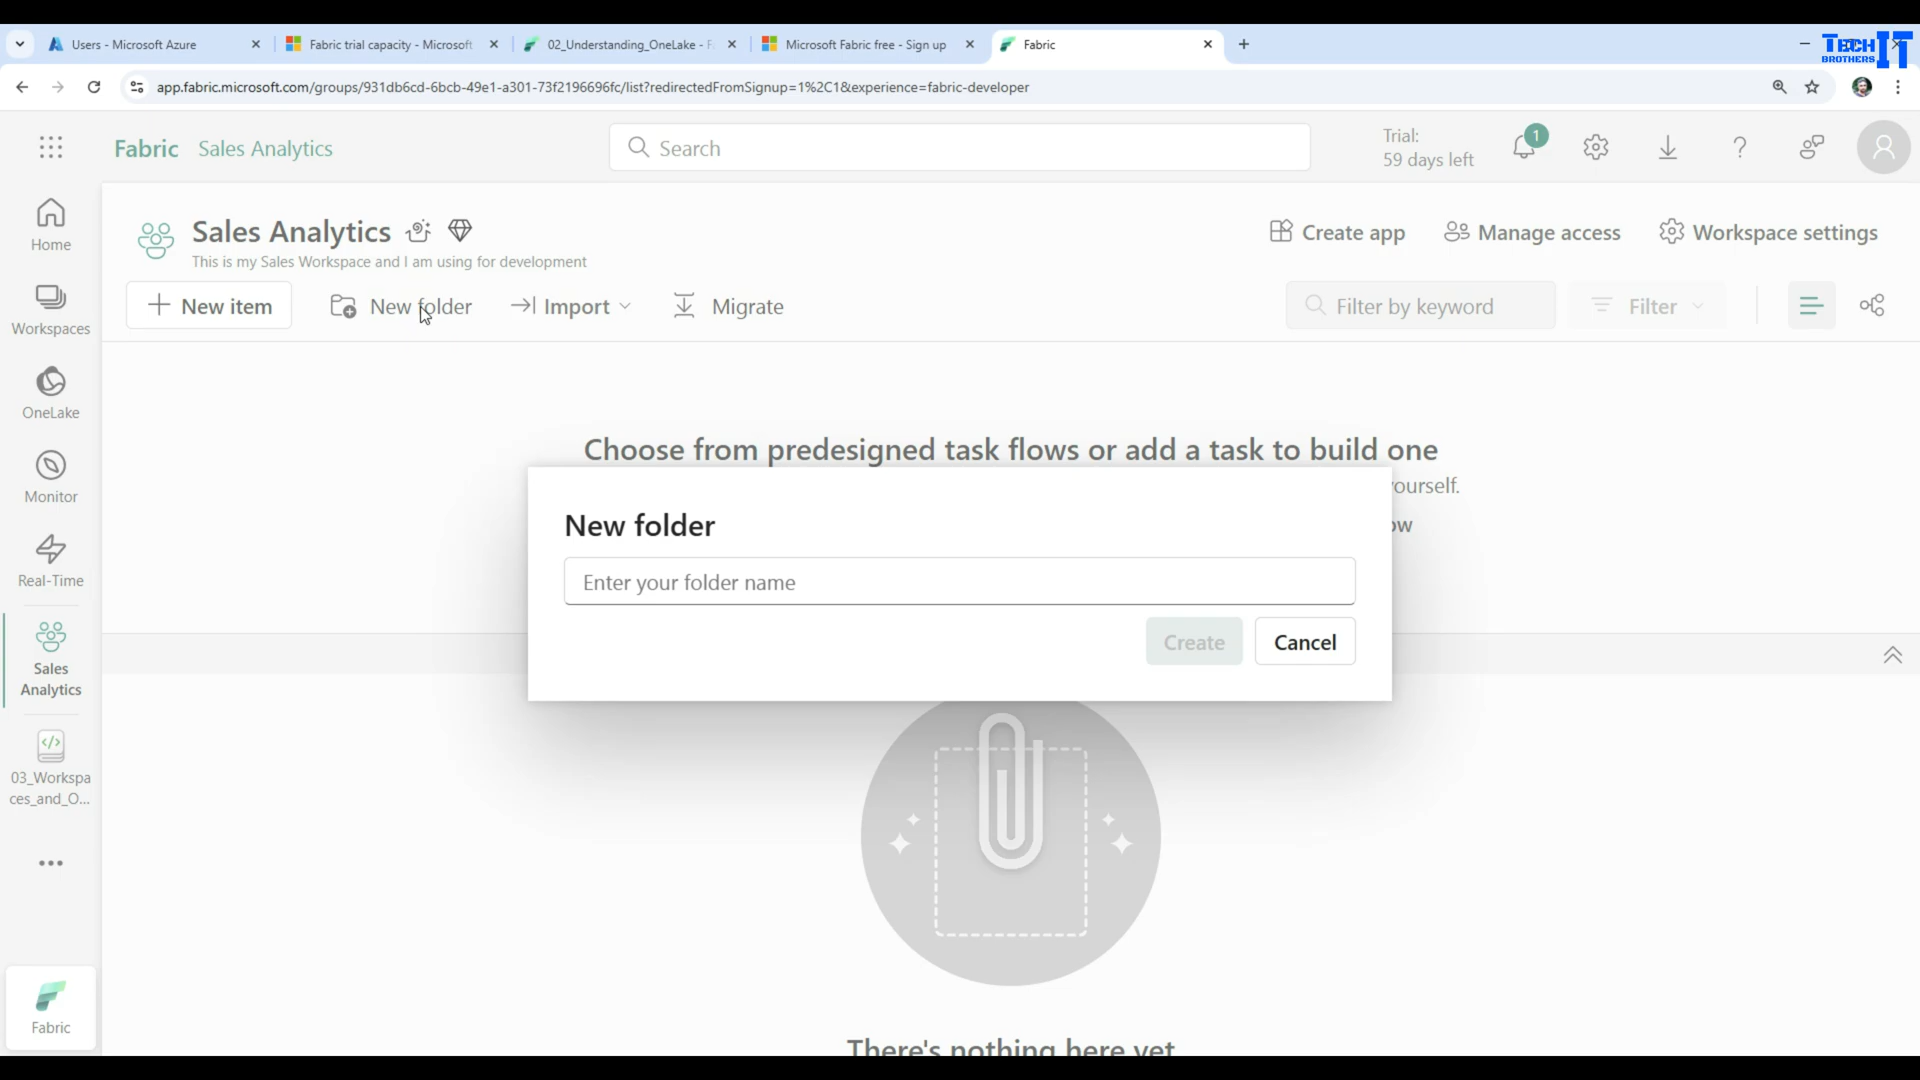 Users - Microsoft Azure
Fabric trial capacity - Microsoft
02_Understanding_OneLake - F
Microsoft Fabric free - Sign up
Fabric
TECH IT
BROTHERS
app.fabric.microsoft.com/groups/931db6cd-6bcb-49e1-a301-73f2196696fc/list?redirectedFromSignup=1%2C1&experience=fabric-developer
Fabric Sales Analytics
Search
Trial:
59 days left
1
Home
Workspaces
OneLake
Monitor
Real-Time
Sales
Analytics
03_Workspa
ces_and_O...
Fabric
Sales Analytics
This is my Sales Workspace and I am using for development
Create app
Manage access
Workspace settings
New item
New folder
Import
Migrate
Filter by keyword
Filter
Choose from predesigned task flows or add a task to build one
yourself.
ow
New folder
Enter your folder name
Create
Cancel
There's nothing here yet